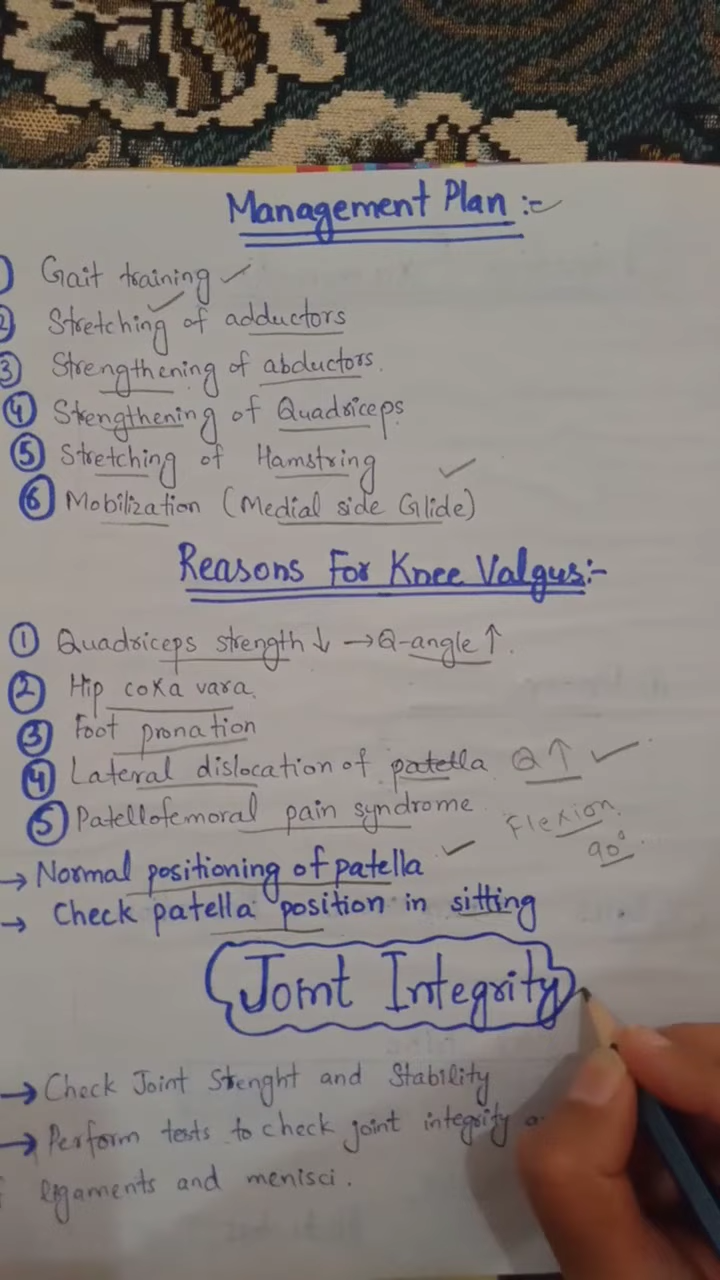 Management Plan :-
① Gait training
② Stretching of adductors
③ Strengthening of abductors.
④ Strengthening of Quadriceps
⑤ Stretching of Hamstring
⑥ Mobilization (Medial side Glide)
Reasons For Knee Valgus:-
① Quadriceps strength ↓ → Q-angle ↑.
② Hip coxa vara.
③ Foot pronation
④ Lateral dislocation of patella Q ↑
⑤ Patellofemoral pain syndrome Flexion
90°
→ Normal positioning of patella
→ Check patella position in sitting
Joint Integrity
→ Check Joint Strenght and Stability
→ Perform tests to check joint integrity
ligaments and menisci.